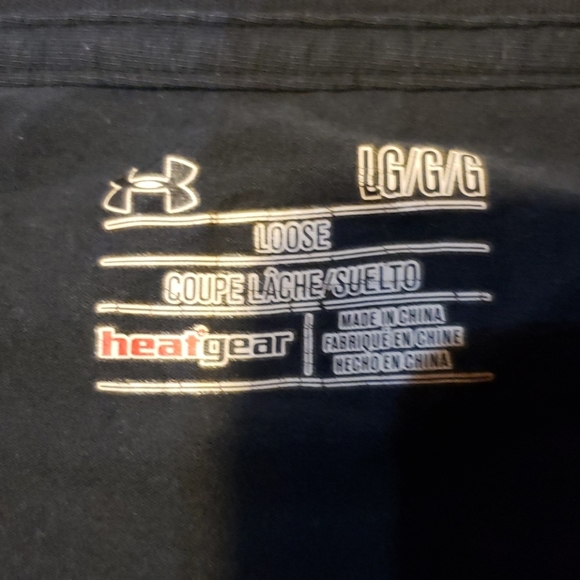 LG/G/G
LOOSE
COUPE LÂCHE/SUELTO
heatgear
MADE IN CHINA
FABRIQUÉ EN CHINE
HECHO EN CHINA